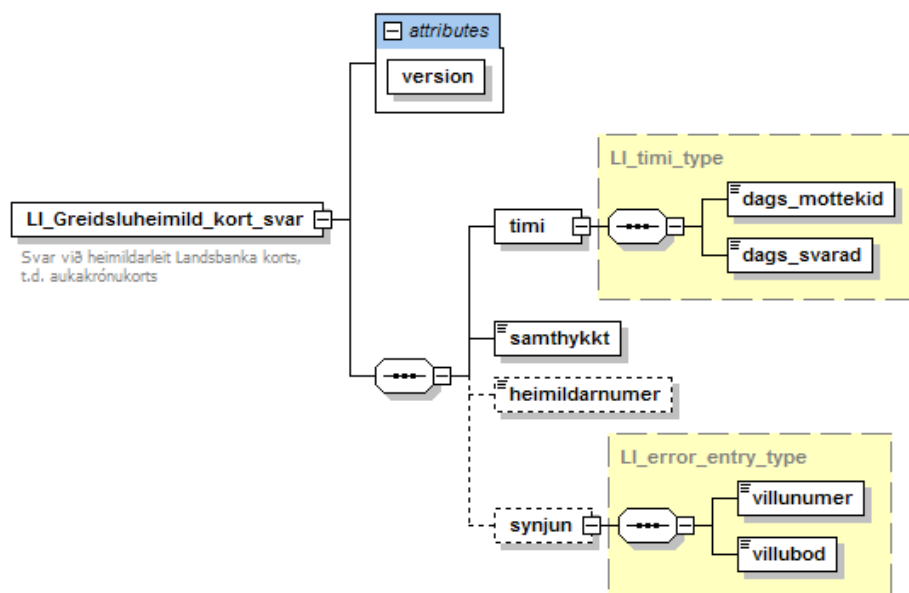 attributes
version
LI_timi_type
dags_mottekid
LI_Greidsluheimild_kort_svar
timi
Svar við heimildarleit Landsbanka korts,
t.d. aukakrónukorts
dags_svarad
samthykkt
heimildarnumer
LI_error_entry_type
villunumer
synjun
villubod